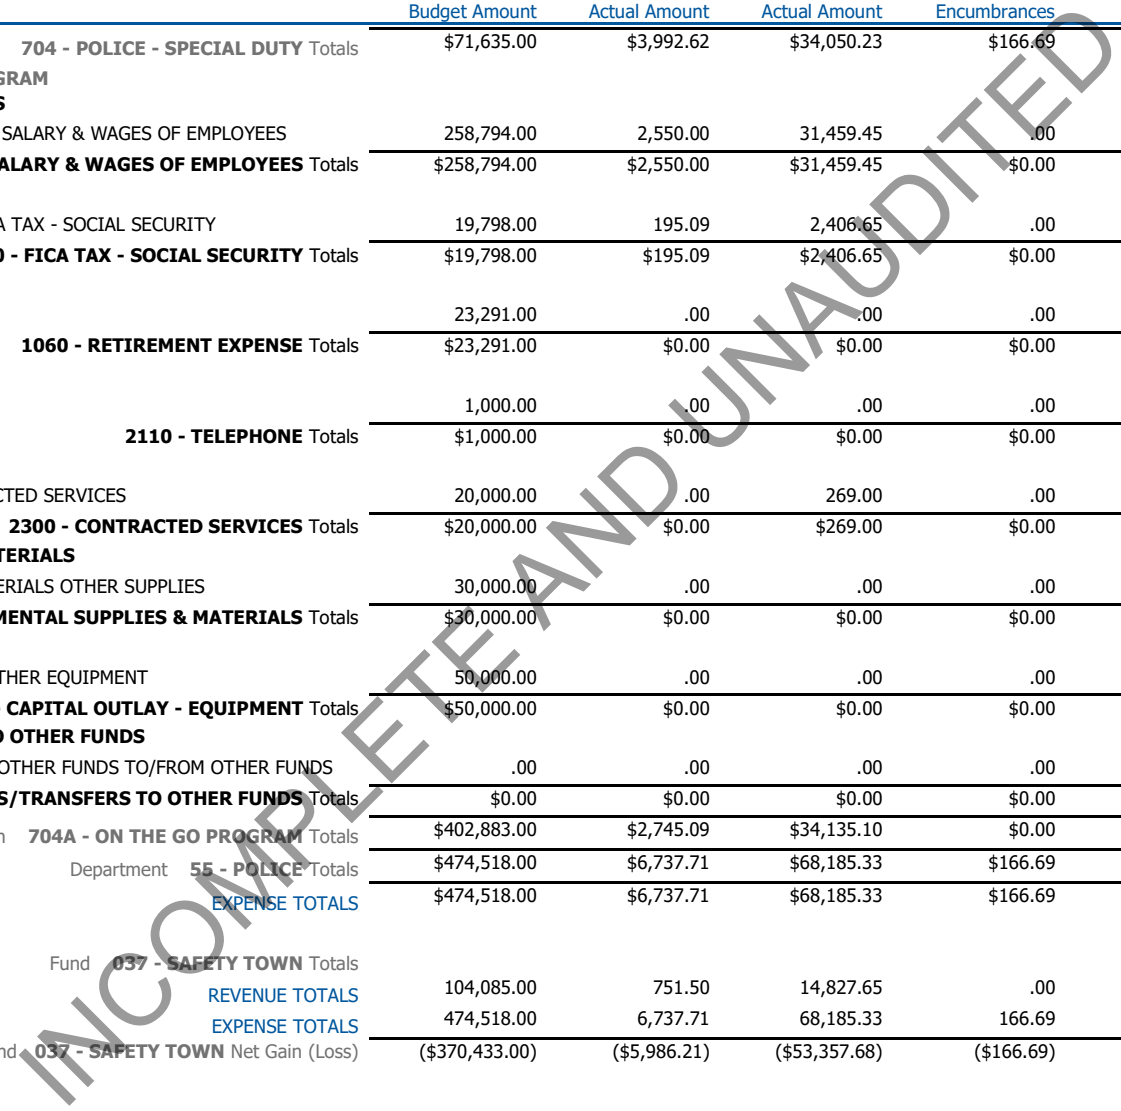 Budget Amount Actual Amount Actual Amount Encumbrances
704 - POLICE - SPECIAL DUTY Totals $71,635.00 $3,992.62 $34,050.23 $166.69
GRAM
S
SALARY & WAGES OF EMPLOYEES 258,794.00 2,550.00 31,459.45 .00
SALARY & WAGES OF EMPLOYEES Totals $258,794.00 $2,550.00 $31,459.45 $0.00
A TAX - SOCIAL SECURITY 19,798.00 195.09 2,406.65 .00
0 - FICA TAX - SOCIAL SECURITY Totals $19,798.00 $195.09 $2,406.65 $0.00
23,291.00 .00 .00 .00
1060 - RETIREMENT EXPENSE Totals $23,291.00 $0.00 $0.00 $0.00
1,000.00 .00 .00 .00
2110 - TELEPHONE Totals $1,000.00 $0.00 $0.00 $0.00
CTED SERVICES 20,000.00 .00 269.00 .00
2300 - CONTRACTED SERVICES Totals $20,000.00 $0.00 $269.00 $0.00
TERIALS
ERIALS OTHER SUPPLIES 30,000.00 .00 .00 .00
MENTAL SUPPLIES & MATERIALS Totals $30,000.00 $0.00 $0.00 $0.00
THER EQUIPMENT 50,000.00 .00 .00 .00
CAPITAL OUTLAY - EQUIPMENT Totals $50,000.00 $0.00 $0.00 $0.00
O OTHER FUNDS
OTHER FUNDS TO/FROM OTHER FUNDS .00 .00 .00 .00
S/TRANSFERS TO OTHER FUNDS Totals $0.00 $0.00 $0.00 $0.00
n 704A - ON THE GO PROGRAM Totals $402,883.00 $2,745.09 $34,135.10 $0.00
Department 55 - POLICE Totals $474,518.00 $6,737.71 $68,185.33 $166.69
EXPENSE TOTALS $474,518.00 $6,737.71 $68,185.33 $166.69
Fund 037 - SAFETY TOWN Totals
REVENUE TOTALS 104,085.00 751.50 14,827.65 .00
EXPENSE TOTALS 474,518.00 6,737.71 68,185.33 166.69
nd 037 - SAFETY TOWN Net Gain (Loss) ($370,433.00) ($5,986.21) ($53,357.68) ($166.69)
INCOMPLETE AND UNAUDITED